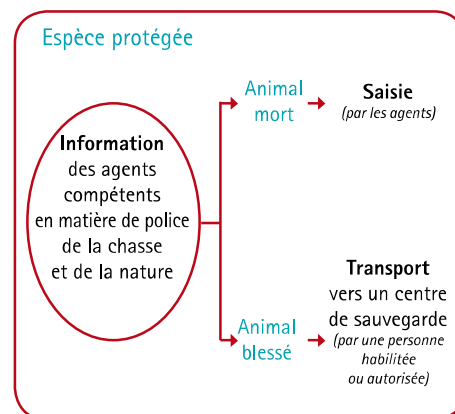 Espèce protégée
Information
des agents
compétents
en matière de police
de la chasse
et de la nature
Animal
mort
Saisie
(par les agents)
Animal
blessé
Transport
vers un centre
de sauvegarde
(par une personne
habilitée
ou autorisée)